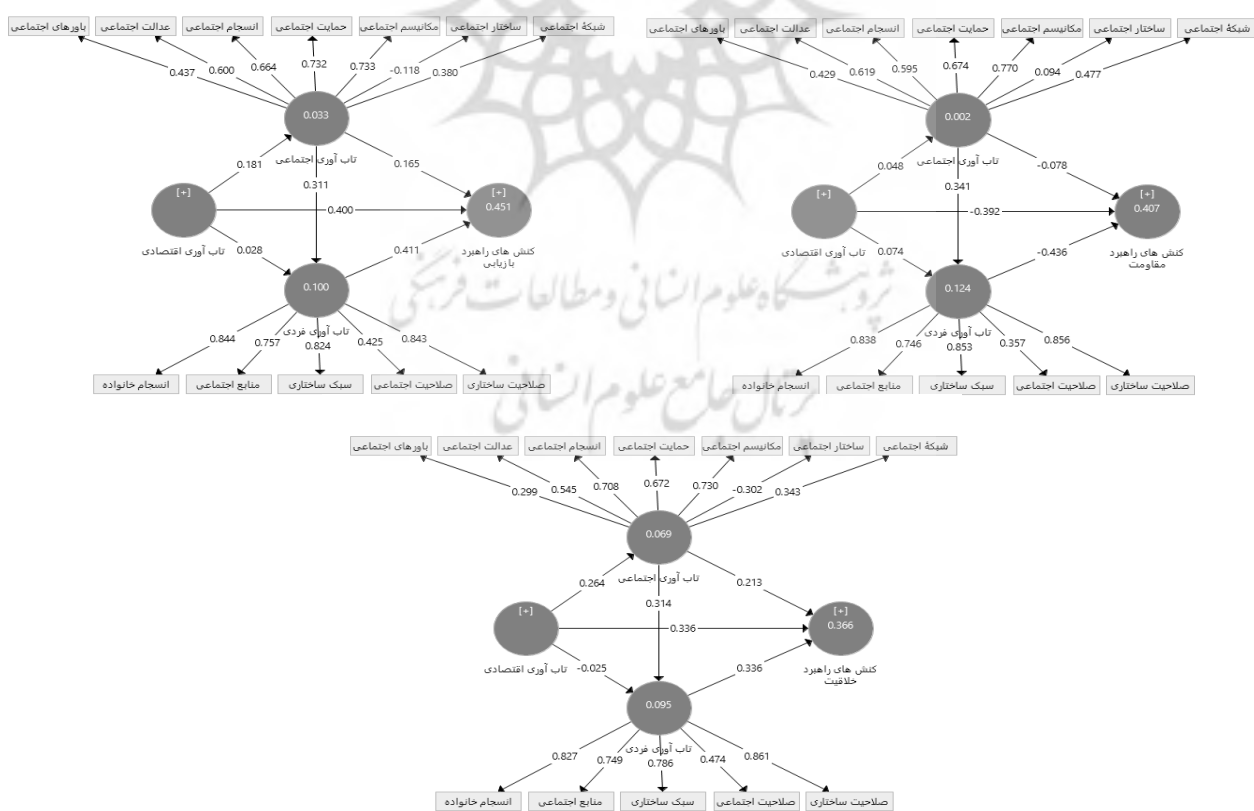 شبکهٔ اجتماعی ساختار اجتماعی مکانیسم اجتماعی حمایت اجتماعی انسجام اجتماعی عدالت اجتماعی باورهای اجتماعی
0.429 0.619 0.595 0.674 0.770 0.094 0.477
0.002
تاب آوری اجتماعی
0.048 0.341 -0.078
[+]
[+]
0.407
-0.392
تاب آوری اقتصادی
کنش های راهبرد
مقاومت
0.074 -0.436
0.124
تاب آوری فردی
0.838 0.746 0.853 0.357 0.856
صلاحیت ساختاری صلاحیت اجتماعی سبک ساختاری منابع اجتماعی انسجام خانواده
شبکهٔ اجتماعی ساختار اجتماعی مکانیسم اجتماعی حمایت اجتماعی انسجام اجتماعی عدالت اجتماعی باورهای اجتماعی
0.437 0.600 0.664 0.732 0.733 -0.118 0.380
0.033
تاب آوری اجتماعی
0.181 0.311 0.165
[+]
[+]
0.451
0.400
تاب آوری اقتصادی
کنش های راهبرد
بازیابی
0.028 0.411
0.100
تاب آوری فردی
0.844 0.757 0.824 0.425 0.843
صلاحیت ساختاری صلاحیت اجتماعی سبک ساختاری منابع اجتماعی انسجام خانواده
پژوهشگاه علوم انسانی و مطالعات فرهنگی
پرتال جامع علوم انسانی
شبکهٔ اجتماعی ساختار اجتماعی مکانیسم اجتماعی حمایت اجتماعی انسجام اجتماعی عدالت اجتماعی باورهای اجتماعی
0.299 0.545 0.708 0.672 0.730 -0.302 0.343
0.069
تاب آوری اجتماعی
0.264 0.314 0.213
[+]
[+]
0.366
0.336
تاب آوری اقتصادی
کنش های راهبرد
خلاقیت
-0.025 0.336
0.095
تاب آوری فردی
0.827 0.749 0.786 0.474 0.861
صلاحیت ساختاری صلاحیت اجتماعی سبک ساختاری منابع اجتماعی انسجام خانواده